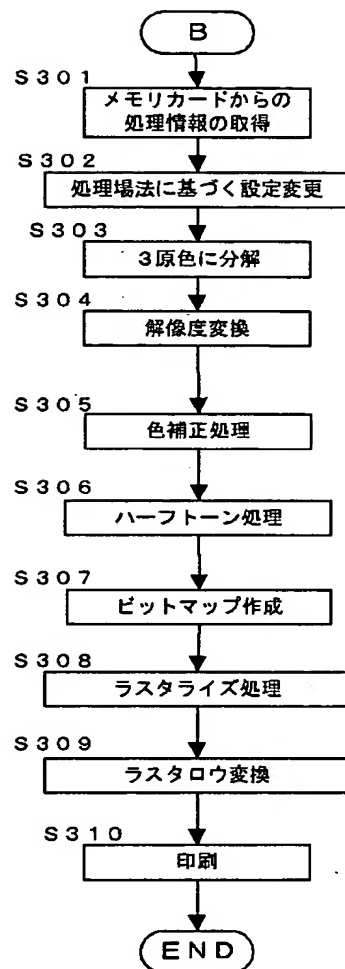 B
S301
メモリカードからの
処理情報の取得
S302
処理場法に基づく設定変更
S303
3原色に分解
S304
解像度変換
S305
色補正処理
S306
ハーフトーン処理
S307
ビットマップ作成
S308
ラスタライズ処理
S309
ラスタロウ変換
S310
印刷
END